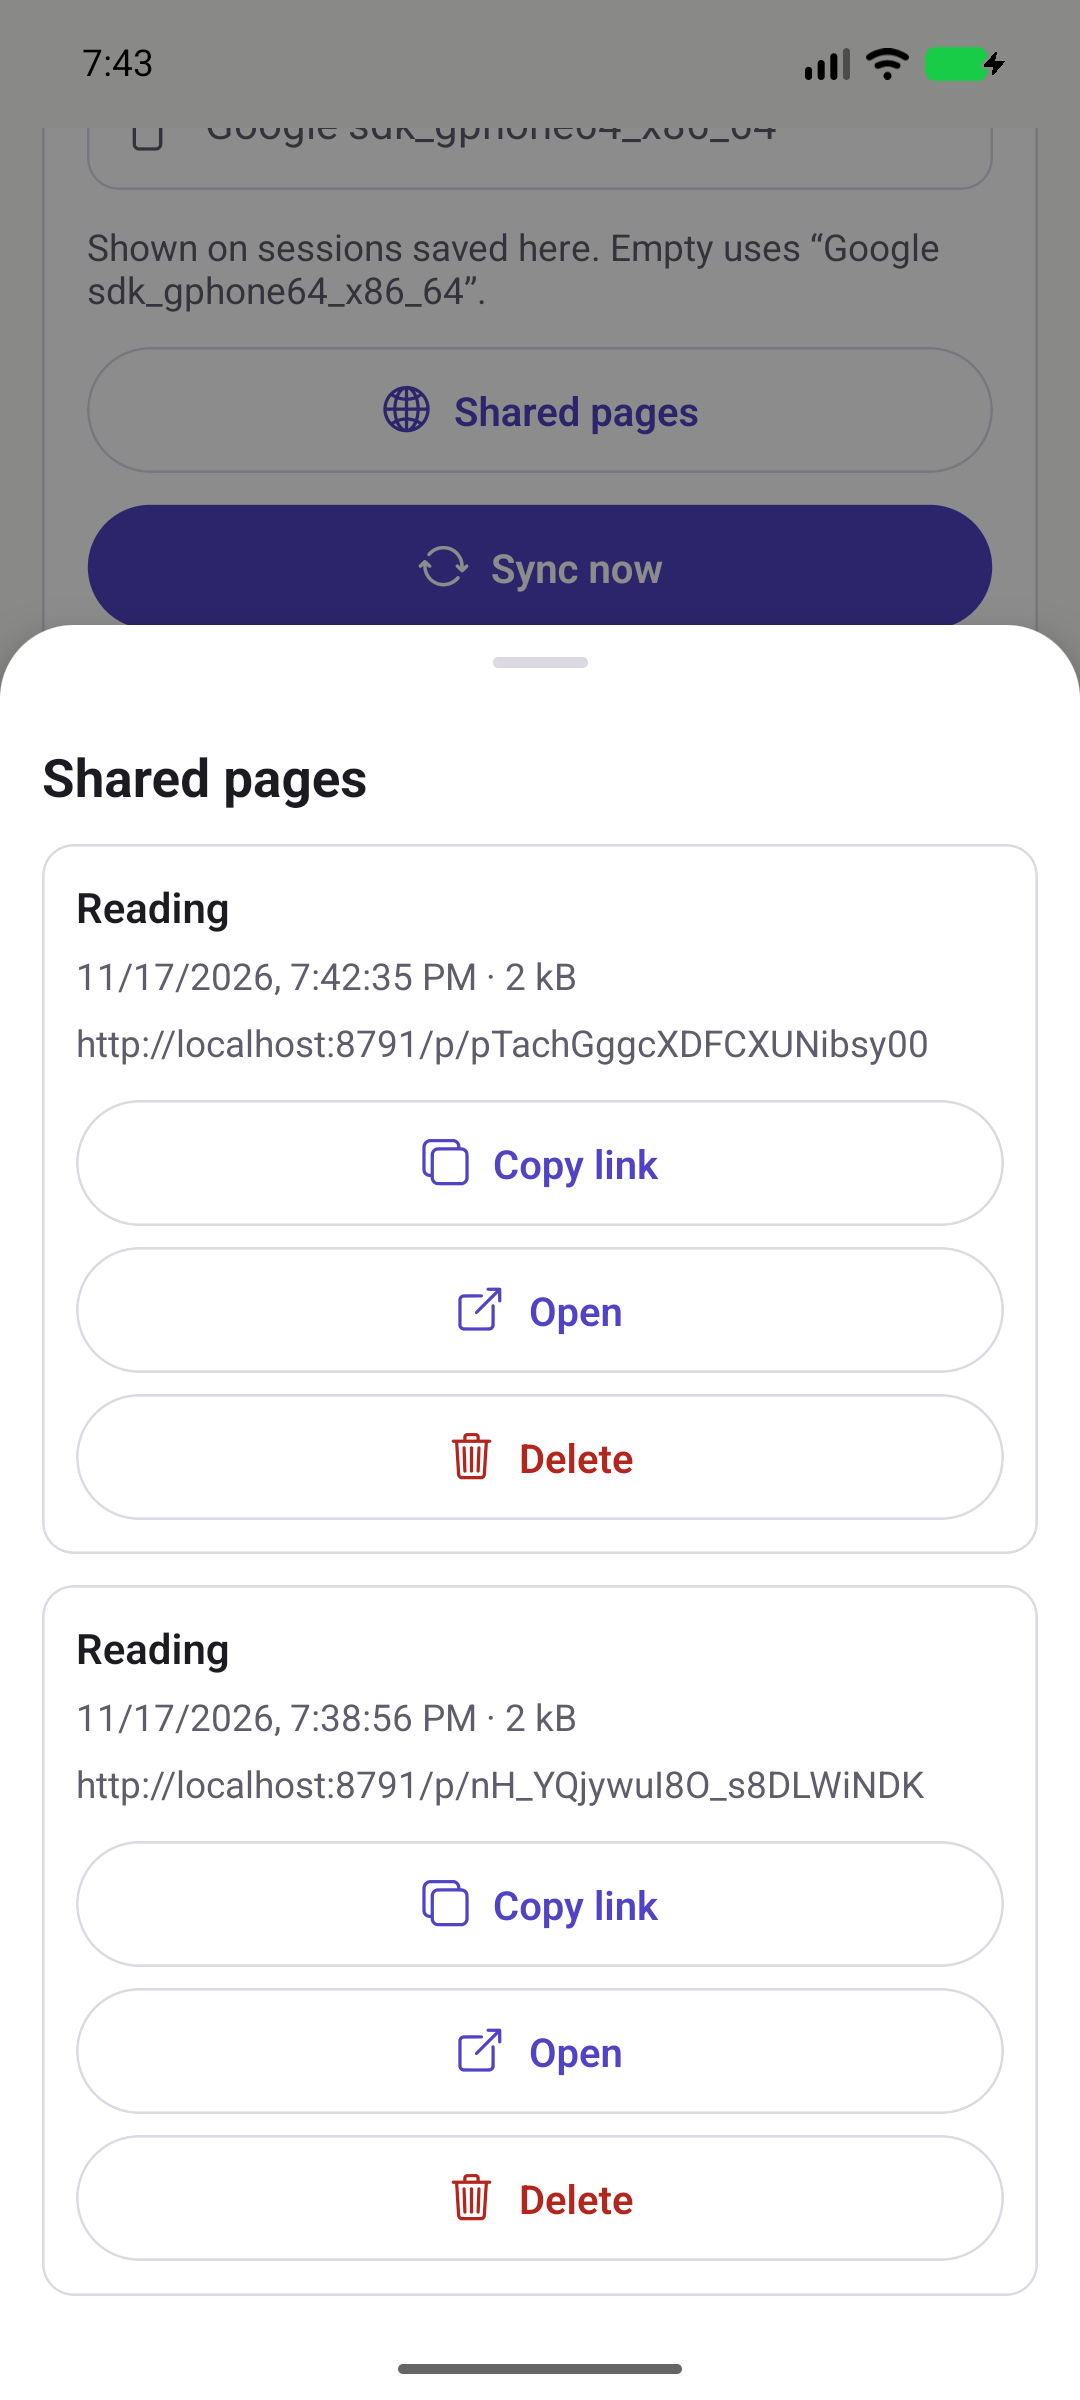 7:43
Google sdk_gphone64_x86_64
Shown on sessions saved here. Empty uses “Google
sdk_gphone64_x86_64”.
Shared pages
Sync now
Shared pages
Reading
11/17/2026, 7:42:35 PM · 2 kB
http://localhost:8791/p/pTachGggcXDFCXUNibsy00
Copy link
Open
Delete
Reading
11/17/2026, 7:38:56 PM · 2 kB
http://localhost:8791/p/nH_YQjywuI8O_s8DLWiNDK
Copy link
Open
Delete